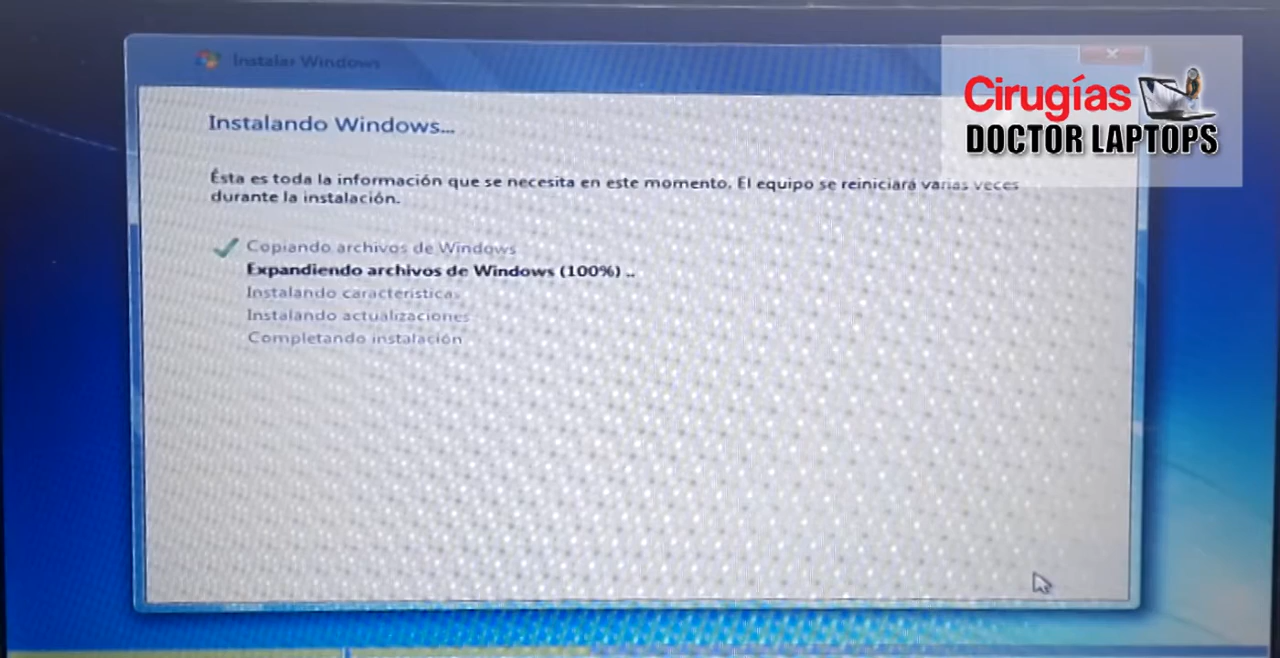 Instalar Windows
Cirugías
DOCTOR LAPTOPS
Instalando Windows...
Ésta es toda la información que se necesita en este momento. El equipo se reiniciará varias veces
durante la instalación.
Copiando archivos de Windows
Expandiendo archivos de Windows (100%) ..
Instalando características
Instalando actualizaciones
Completando instalación